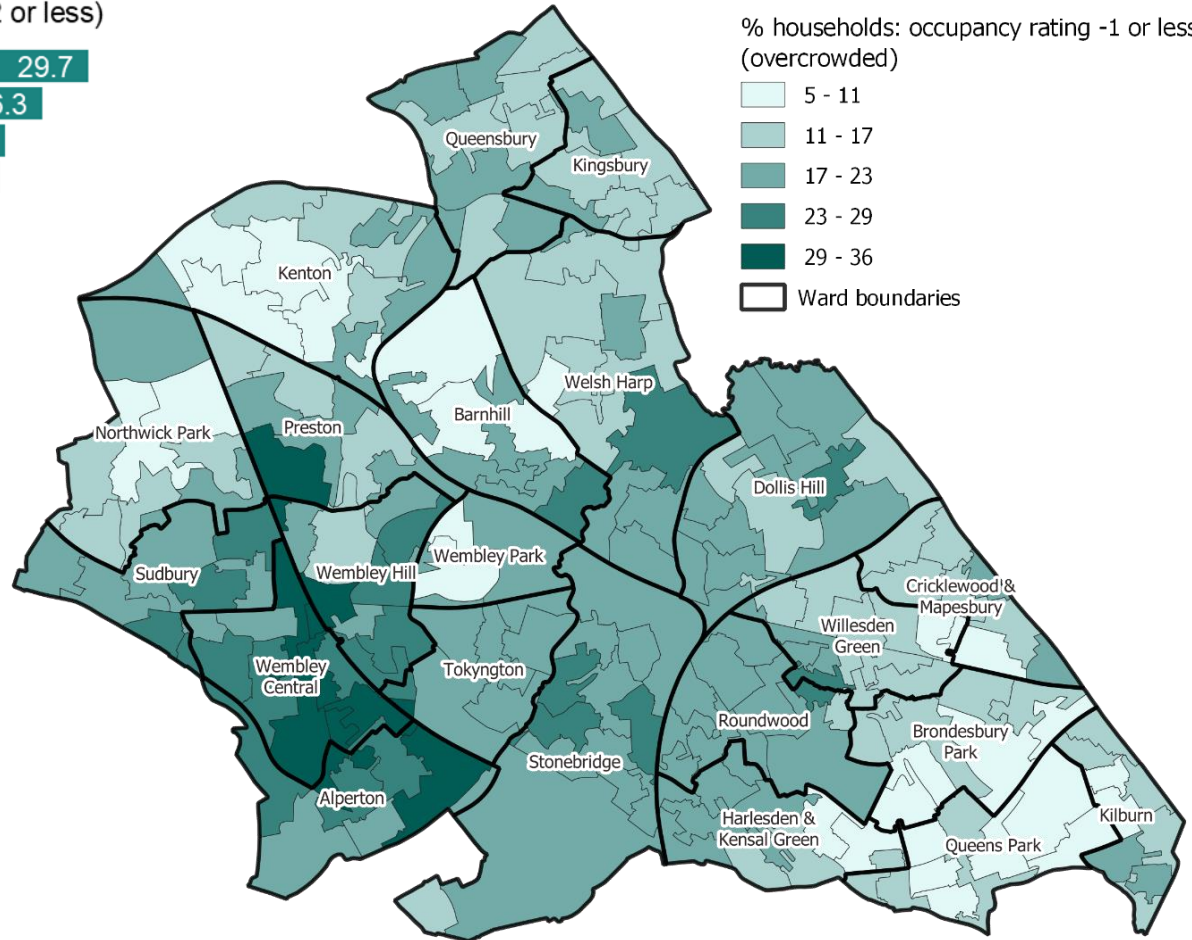 2 or less)
29.7
6.3
% households: occupancy rating -1 or less
(overcrowded)
5 - 11
11 - 17
17 - 23
23 - 29
29 - 36
Ward boundaries
Queensbury
Kingsbury
Kenton
Welsh Harp
Barnhill
Northwick Park
Preston
Dollis Hill
Wembley Park
Sudbury
Wembley Hill
Cricklewood &
Mapesbury
Willesden
Green
Wembley
Central
Tokyngton
Roundwood
Brondesbury
Park
Stonebridge
Alperton
Harlesden &
Kensal Green
Kilburn
Queens Park